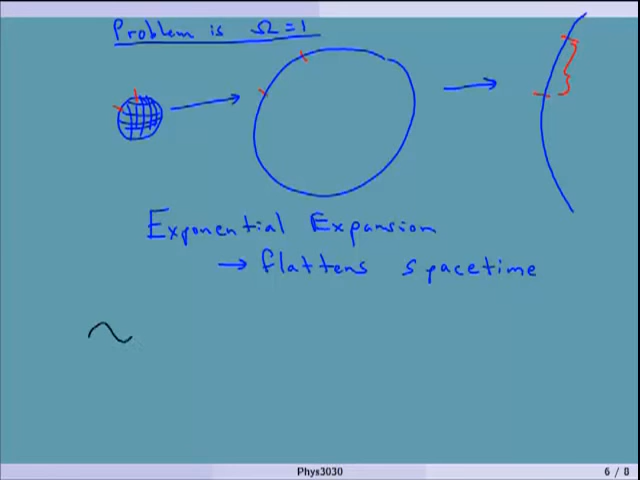 Problem is Ω=1
Exponential Expansion
→ flattens spacetime
Phys3030
6 / 8